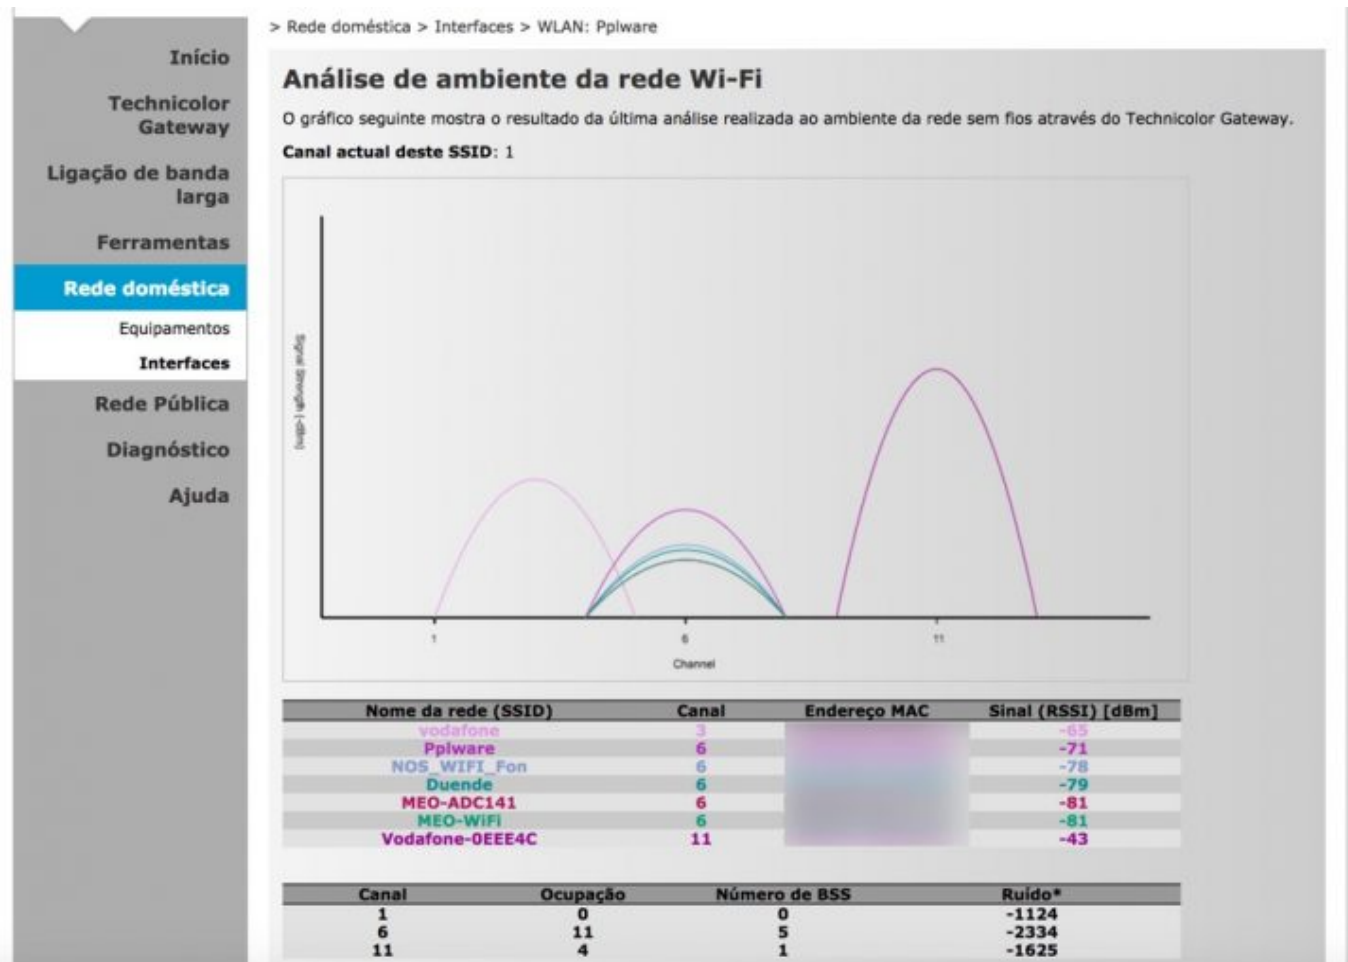 > Rede doméstica > Interfaces > WLAN: Pplware
Início
Technicolor
Gateway
Ligação de banda
larga
Ferramentas
Rede doméstica
Equipamentos
Interfaces
Rede Pública
Diagnóstico
Ajuda
Análise de ambiente da rede Wi-Fi
O gráfico seguinte mostra o resultado da última análise realizada ao ambiente da rede sem fios através do Technicolor Gateway.
Canal actual deste SSID: 1
Signal Strength (-dBm)
1 6 11
Channel
Nome da rede (SSID) Canal Endereço MAC Sinal (RSSI) [dBm]
vodafone 3 -65
Pplware 6 -71
NOS_WIFI_Fon 6 -78
Duende 6 -79
MEO-ADC141 6 -81
MEO-WiFi 6 -81
Vodafone-0EEE4C 11 -43
Canal Ocupação Número de BSS Ruído*
1 0 0 -1124
6 11 5 -2334
11 4 1 -1625